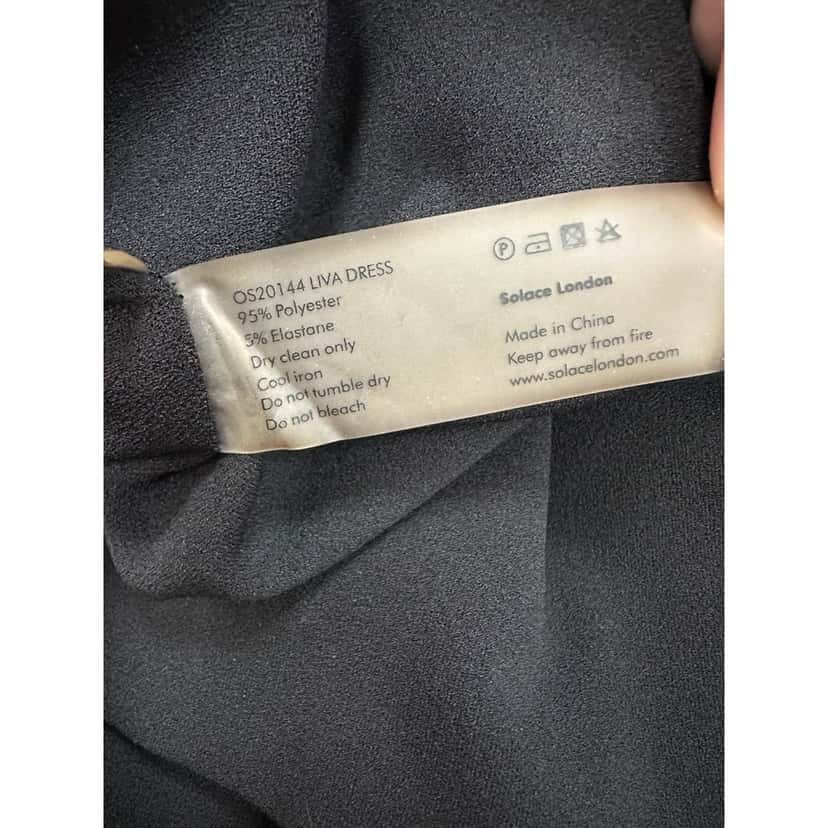 OS20144 LIVA DRESS
95% Polyester
5% Elastane
Dry clean only
Cool iron
Do not tumble dry
Do not bleach
P
Solace London
Made in China
Keep away from fire
www.solacelondon.com